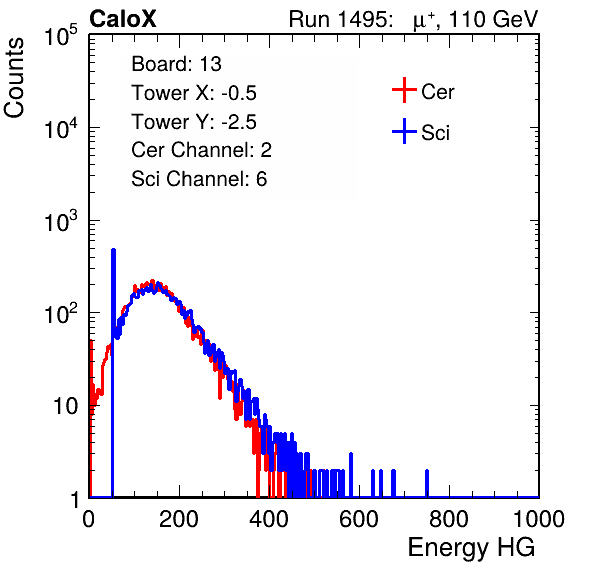 CaloX Run 1495: μ⁺, 110 GeV
Counts
Board: 13
Tower X: -0.5
Tower Y: -2.5
Cer Channel: 2
Sci Channel: 6
Cer
Sci
10⁵
10⁴
10³
10²
10
1
0 200 400 600 800 1000
Energy HG